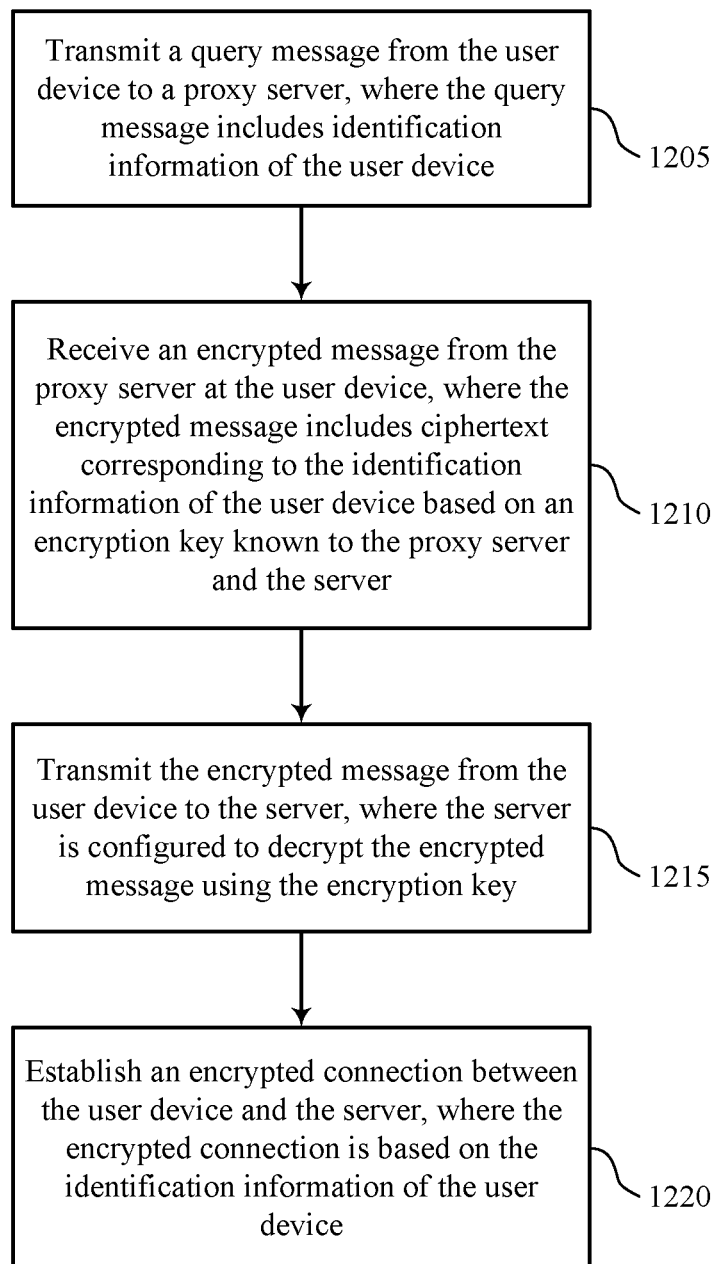 Transmit a query message from the user
device to a proxy server, where the query
message includes identification
information of the user device
1205
Receive an encrypted message from the
proxy server at the user device, where the
encrypted message includes ciphertext
corresponding to the identification
information of the user device based on an
encryption key known to the proxy server
and the server
1210
Transmit the encrypted message from the
user device to the server, where the server
is configured to decrypt the encrypted
message using the encryption key
1215
Establish an encrypted connection between
the user device and the server, where the
encrypted connection is based on the
identification information of the user
device
1220